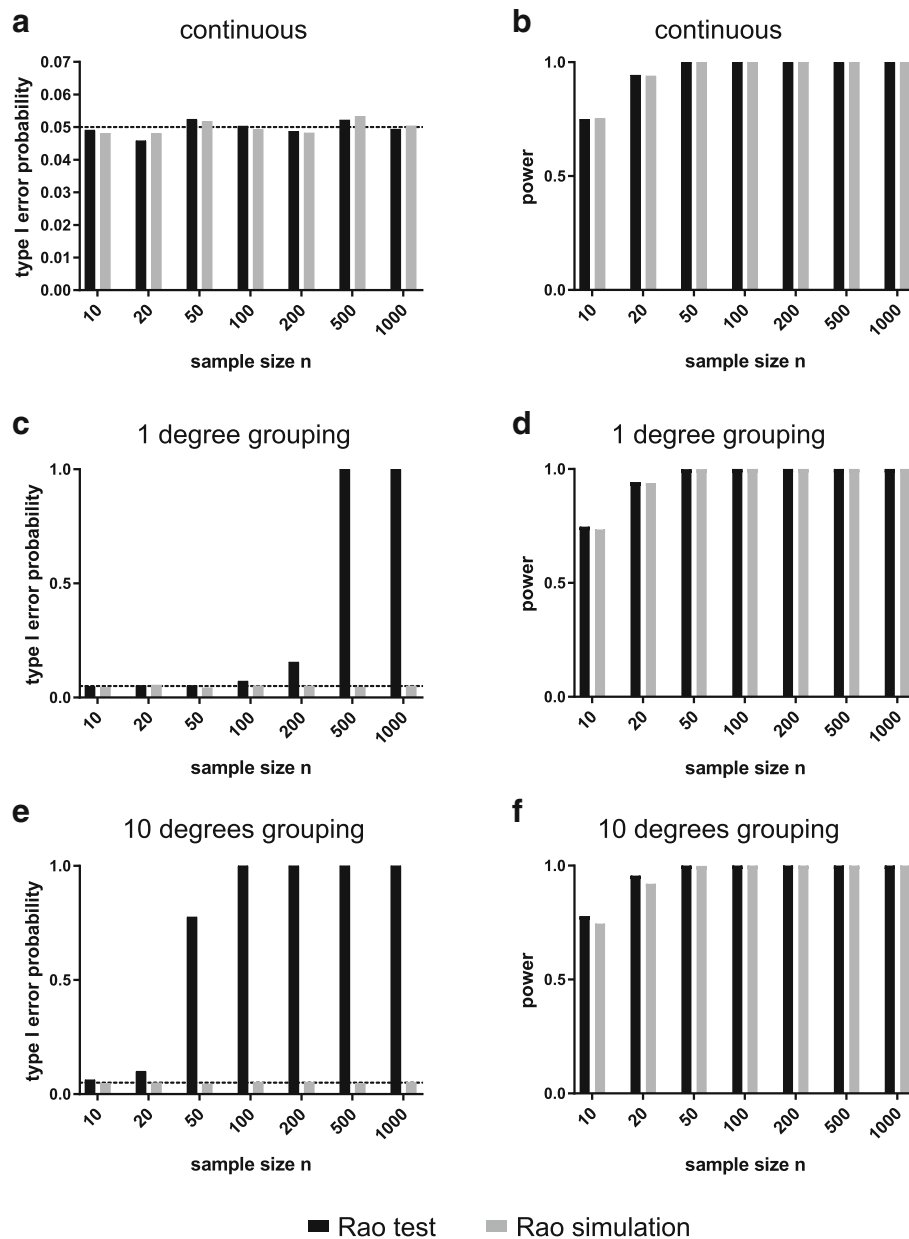 a
continuous
type I error probability
0.07
0.06
0.05
0.04
0.03
0.02
0.01
0.00
10 20 50 100 200 500 1000
sample size n
b
continuous
power
1.0
0.5
0.0
10 20 50 100 200 500 1000
sample size n
c
1 degree grouping
type I error probability
1.0
0.5
0.0
10 20 50 100 200 500 1000
sample size n
d
1 degree grouping
power
1.0
0.5
0.0
10 20 50 100 200 500 1000
sample size n
e
10 degrees grouping
type I error probability
1.0
0.5
0.0
10 20 50 100 200 500 1000
sample size n
f
10 degrees grouping
power
1.0
0.5
0.0
10 20 50 100 200 500 1000
sample size n
Rao test Rao simulation